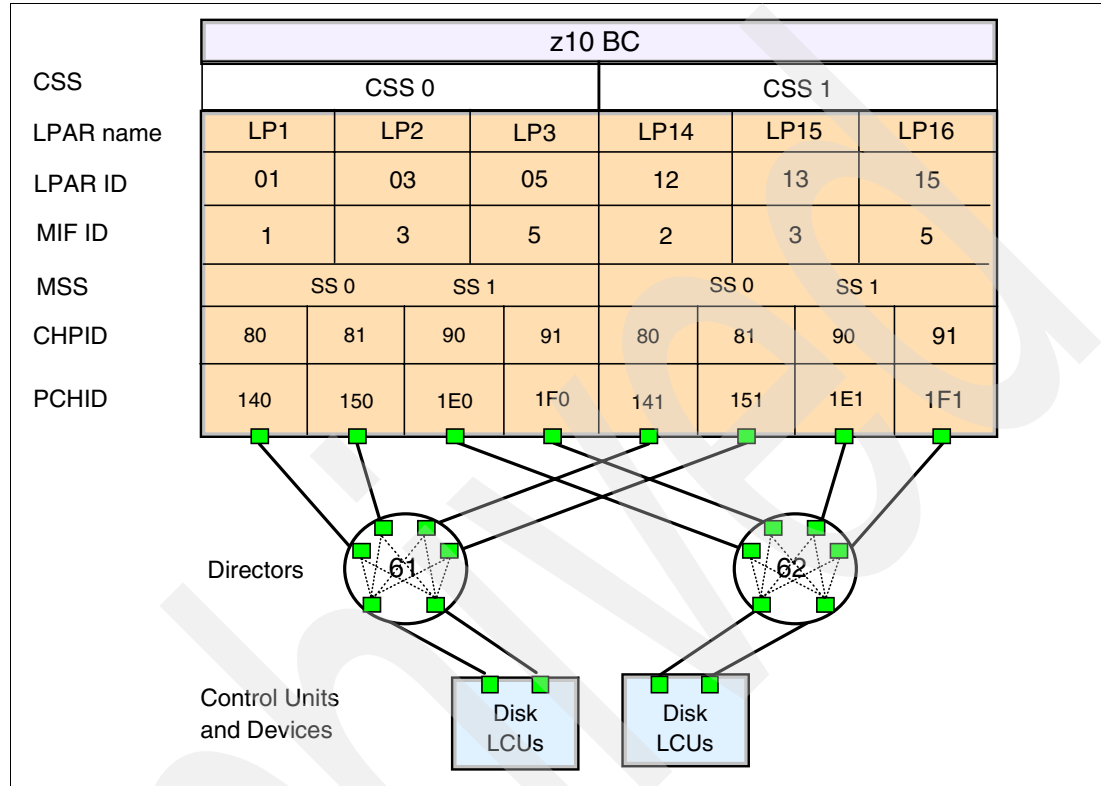 z10 BC
CSS CSS 0 CSS 1
LPAR name LP1 LP2 LP3 LP14 LP15 LP16
LPAR ID 01 03 05 12 13 15
MIF ID 1 3 5 2 3 5
MSS SS 0 SS 1 SS 0 SS 1
CHPID 80 81 90 91 80 81 90 91
PCHID 140 150 1E0 1F0 141 151 1E1 1F1
Directors 61 62
Control Units
and Devices
Disk
LCUs
Disk
LCUs